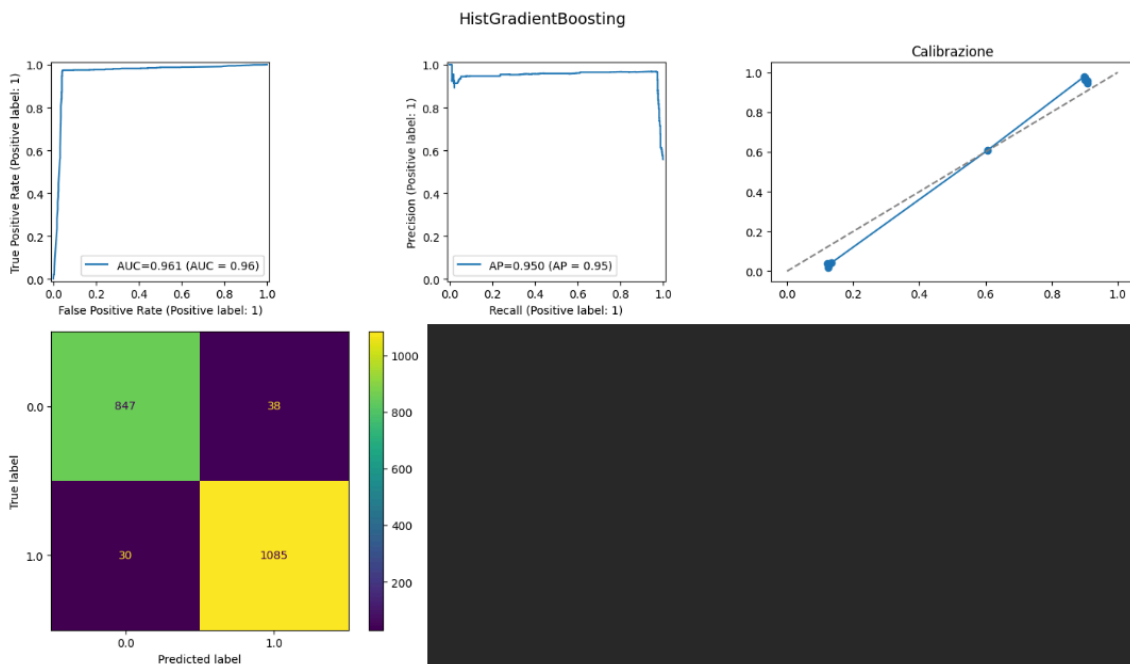 HistGradientBoosting
1.0
0.8
0.6
0.4
0.2
0.0
True Positive Rate (Positive label: 1)
AUC=0.961 (AUC = 0.96)
0.0 0.2 0.4 0.6 0.8 1.0
False Positive Rate (Positive label: 1)
1.0
0.8
0.6
0.4
0.2
0.0
Precision (Positive label: 1)
AP=0.950 (AP = 0.95)
0.0 0.2 0.4 0.6 0.8 1.0
Recall (Positive label: 1)
Calibrazione
1.0
0.8
0.6
0.4
0.2
0.0
0.0 0.2 0.4 0.6 0.8 1.0
True label
0.0
1.0
847 38
30 1085
0.0 1.0
Predicted label
1000
800
600
400
200